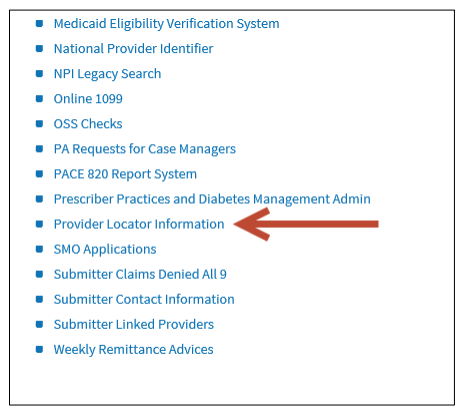 Medicaid Eligibility Verification System
National Provider Identifier
NPI Legacy Search
Online 1099
OSS Checks
PA Requests for Case Managers
PACE 820 Report System
Prescriber Practices and Diabetes Management Admin
Provider Locator Information
SMO Applications
Submitter Claims Denied All 9
Submitter Contact Information
Submitter Linked Providers
Weekly Remittance Advices